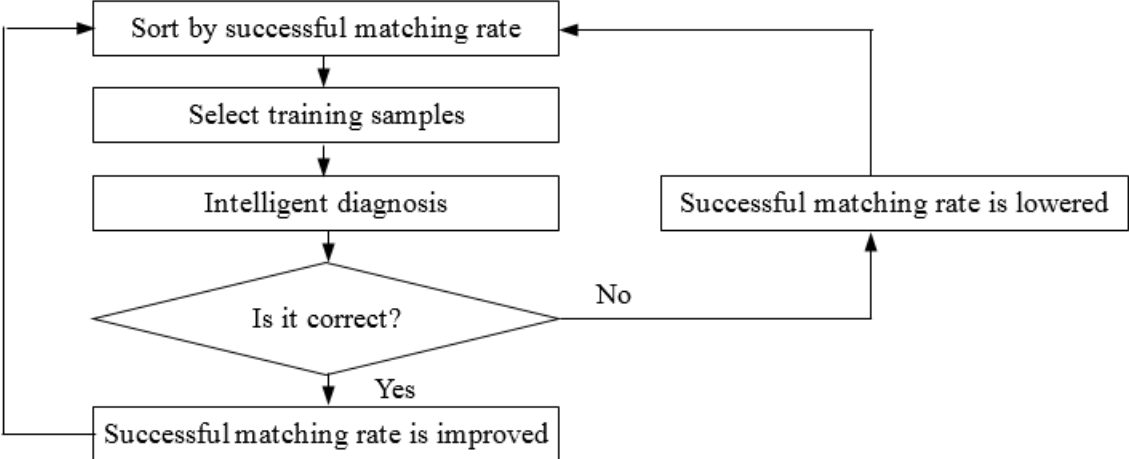 Sort by successful matching rate
Select training samples
Intelligent diagnosis
Successful matching rate is lowered
No
Is it correct?
Yes
Successful matching rate is improved